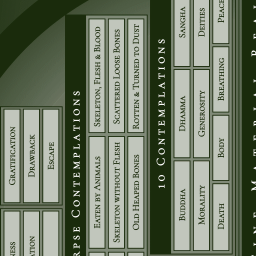 Gratification
Drawback
Escape
rpse Contemplations
Skeleton, Flesh & Blood
Scattered Loose Bones
Rotten & Turned to Dust
Eaten by Animals
Skeleton without Flesh
Old Heaped Bones
10 Contemplations
Sangha
Deities
Place
Dhamma
Generosity
Breathing
Buddha
Morality
Body
Death